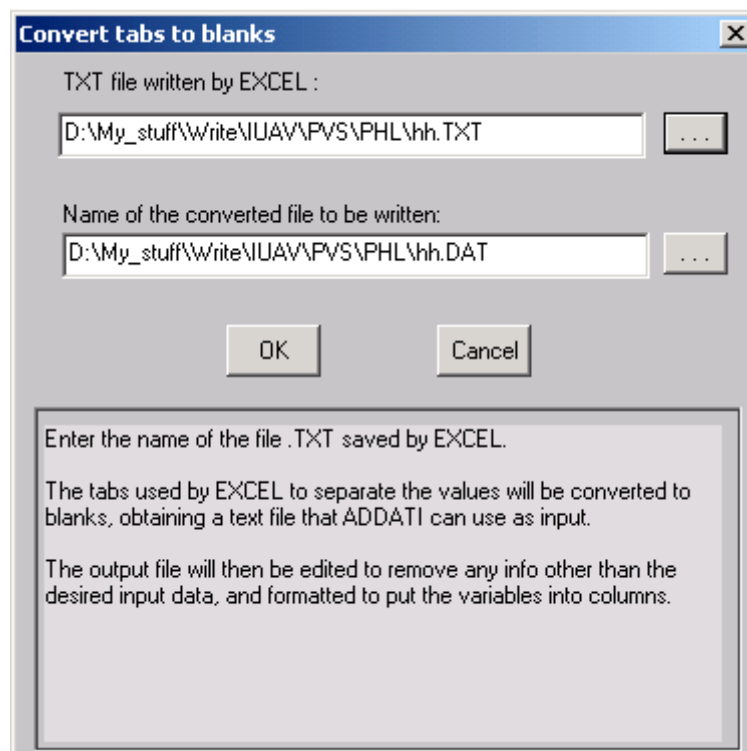 Convert tabs to blanks
TXT file written by EXCEL :
D:\My_stuff\Write\IUAV\PVS\PHL\hh.TXT
. . .
Name of the converted file to be written:
D:\My_stuff\Write\IUAV\PVS\PHL\hh.DAT
. . .
OK
Cancel
Enter the name of the file .TXT saved by EXCEL.
The tabs used by EXCEL to separate the values will be converted to
blanks, obtaining a text file that ADDATI can use as input.
The output file will then be edited to remove any info other than the
desired input data, and formatted to put the variables into columns.